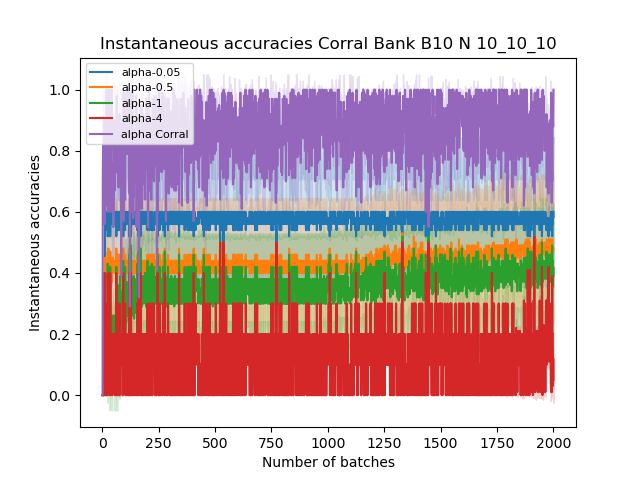 Instantaneous accuracies Corral Bank B10 N 10_10_10
alpha-0.05
alpha-0.5
alpha-1
alpha-4
alpha Corral
Instantaneous accuracies
1.0
0.8
0.6
0.4
0.2
0.0
0 250 500 750 1000 1250 1500 1750 2000
Number of batches